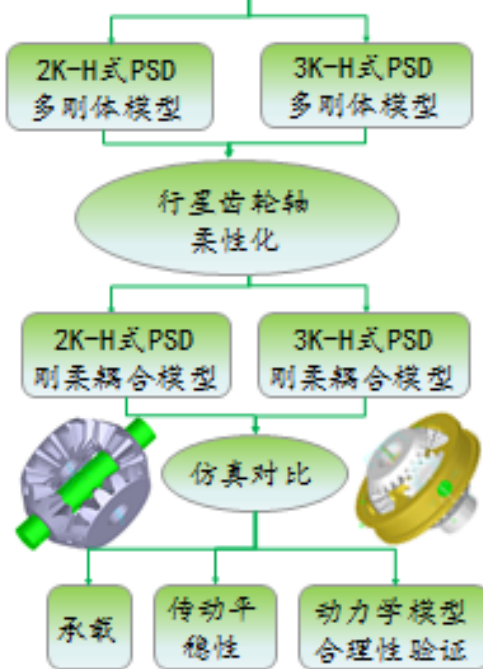 2K-H式PSD
多刚体模型
3K-H式PSD
多刚体模型
行星齿轮轴
柔性化
2K-H式PSD
刚柔耦合模型
3K-H式PSD
刚柔耦合模型
仿真对比
承载
传动平
稳性
动力学模型
合理性验证